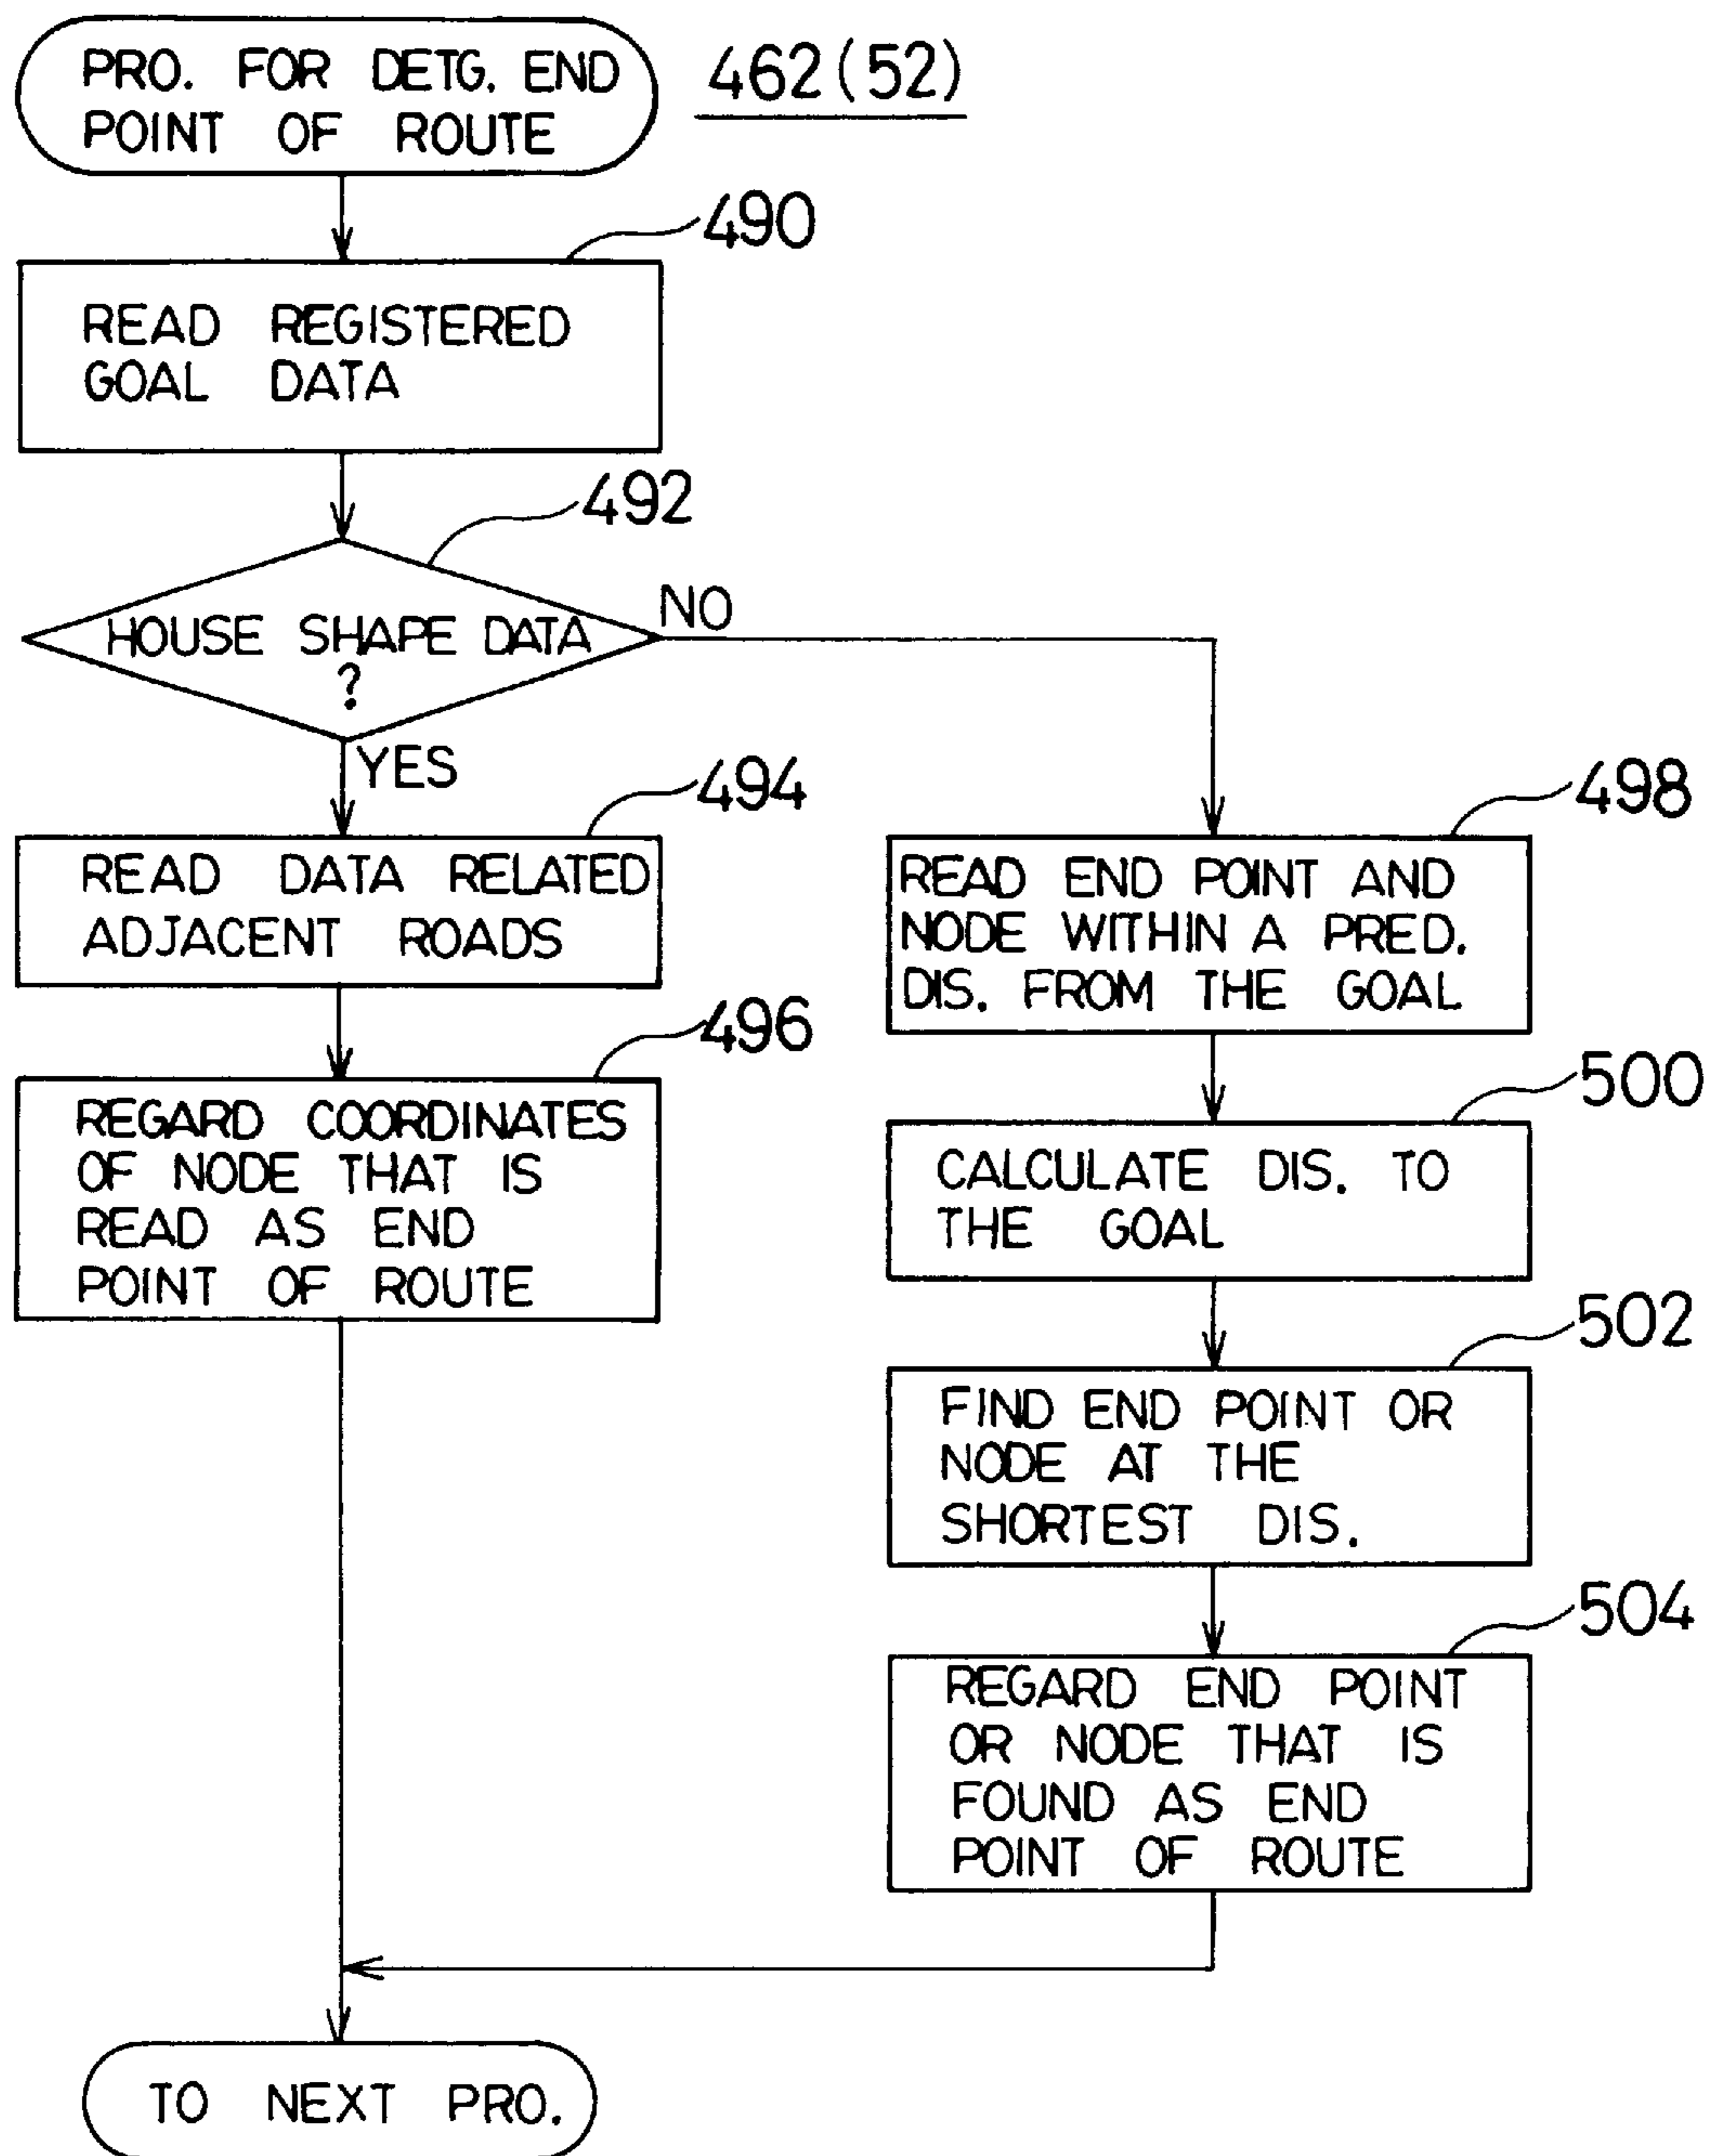 PRO. FOR DETG. END
POINT OF ROUTE
462(52)
490
READ REGISTERED
GOAL DATA
492
HOUSE SHAPE DATA
?
NO
YES
494
READ DATA RELATED
ADJACENT ROADS
496
REGARD COORDINATES
OF NODE THAT IS
READ AS END
POINT OF ROUTE
498
READ END POINT AND
NODE WITHIN A PRED.
DIS. FROM THE GOAL
500
CALCULATE DIS. TO
THE GOAL
502
FIND END POINT OR
NODE AT THE
SHORTEST DIS.
504
REGARD END POINT
OR NODE THAT IS
FOUND AS END
POINT OF ROUTE
TO NEXT PRO.